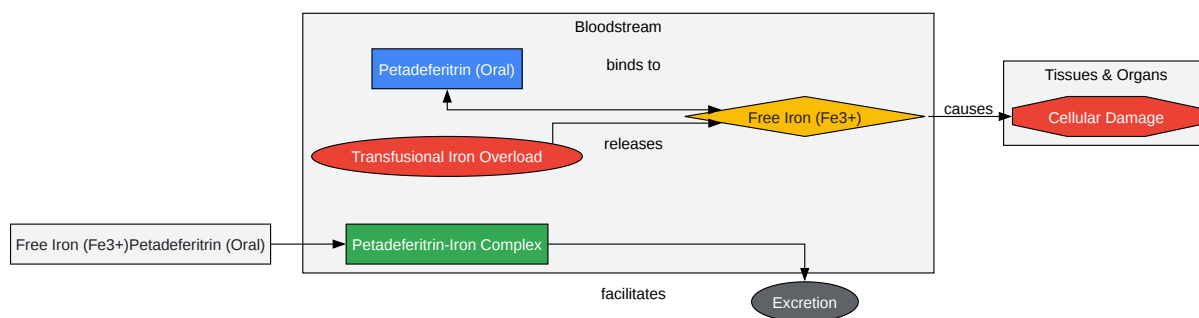 Bloodstream
Petadeferitrin (Oral)
binds to
Tissues & Organs
causes
Free Iron (Fe3+)
Cellular Damage
releases
Transfusional Iron Overload
Free Iron (Fe3+)Petadeferitrin (Oral)
Petadeferitrin-Iron Complex
facilitates
Excretion